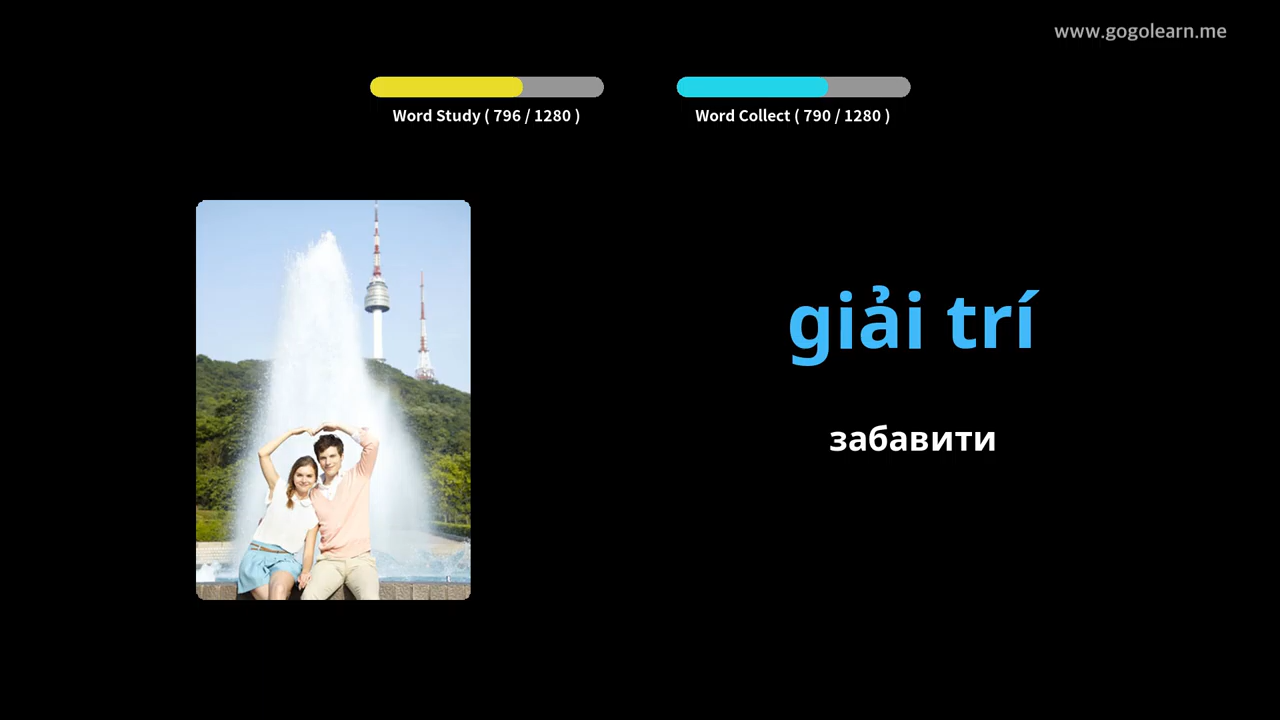 www.gogolearn.me
Word Study ( 796 / 1280 )
Word Collect ( 790 / 1280 )
giải trí
забавити